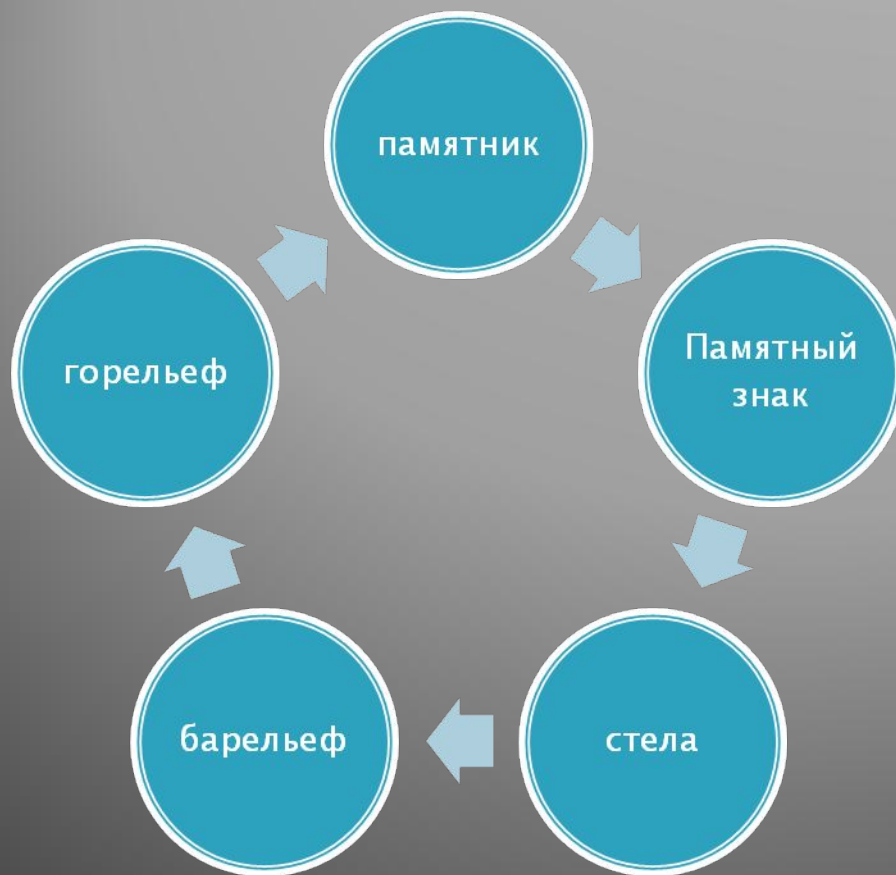 памятник
Памятный
знак
стела
барельеф
горельеф